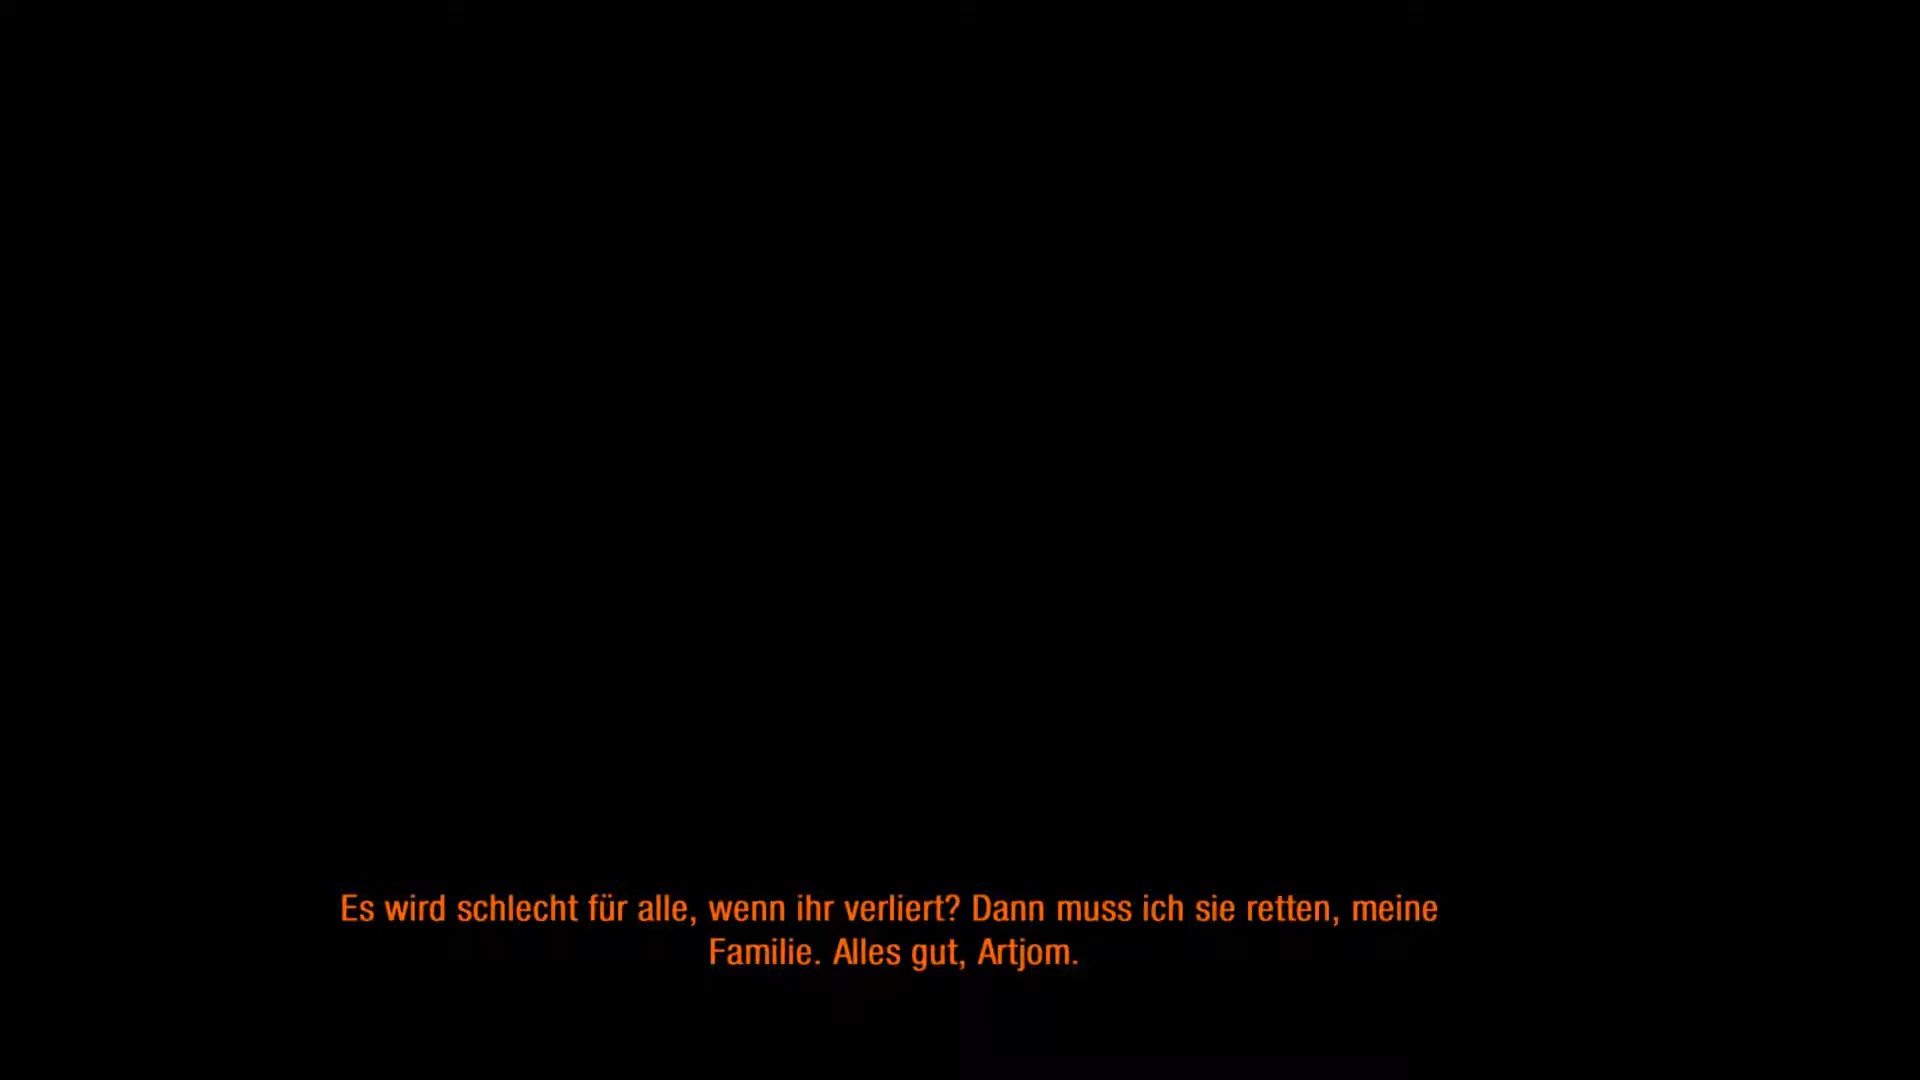 Es wird schlecht für alle, wenn ihr verliert? Dann muss ich sie retten, meine
Familie. Alles gut, Artjom.